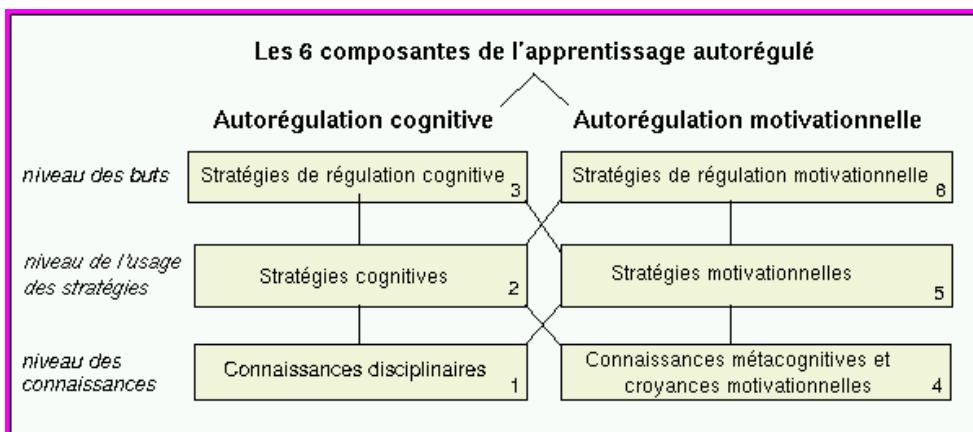 Les 6 composantes de l'apprentissage autorégulé
Autorégulation cognitive
Autorégulation motivationnelle
niveau des buts
Stratégies de régulation cognitive
3
Stratégies de régulation motivationnelle
6
niveau de l'usage
des stratégies
Stratégies cognitives
2
Stratégies motivationnelles
5
niveau des
connaissances
Connaissances disciplinaires
1
Connaissances métacognitives et
croyances motivationnelles
4